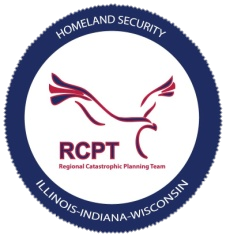 HOMELAND SECURITY
RCPT
Regional Catastrophic Planning Team
ILLINOIS-INDIANA-WISCONSIN